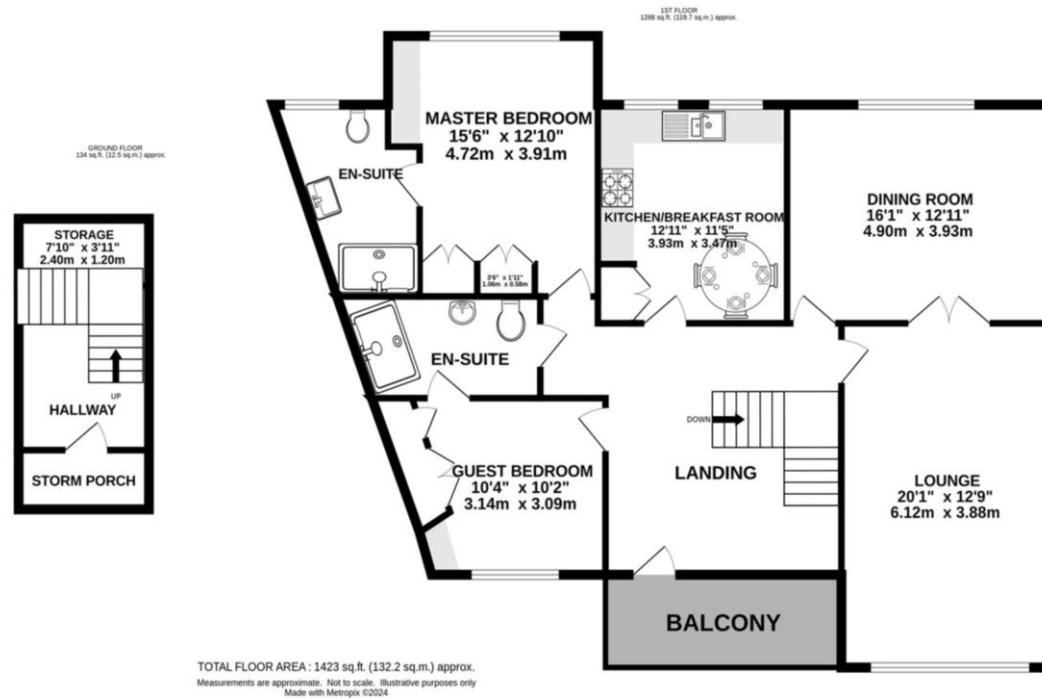 1ST FLOOR
1288 sq.ft. (119.7 sq.m.) approx.
GROUND FLOOR
134 sq.ft. (12.5 sq.m.) approx.
STORAGE
7'10" x 3'11"
2.40m x 1.20m
UP
HALLWAY
STORM PORCH
MASTER BEDROOM
15'6" x 12'10"
4.72m x 3.91m
EN-SUITE
3'6" x 1'11"
1.06m x 0.58m
KITCHEN/BREAKFAST ROOM
12'11" x 11'5"
3.93m x 3.47m
DINING ROOM
16'1" x 12'11"
4.90m x 3.93m
EN-SUITE
GUEST BEDROOM
10'4" x 10'2"
3.14m x 3.09m
DOWN
LANDING
LOUNGE
20'1" x 12'9"
6.12m x 3.88m
BALCONY
TOTAL FLOOR AREA : 1423 sq.ft. (132.2 sq.m.) approx.
Measurements are approximate. Not to scale. Illustrative purposes only
Made with Metropix ©2024